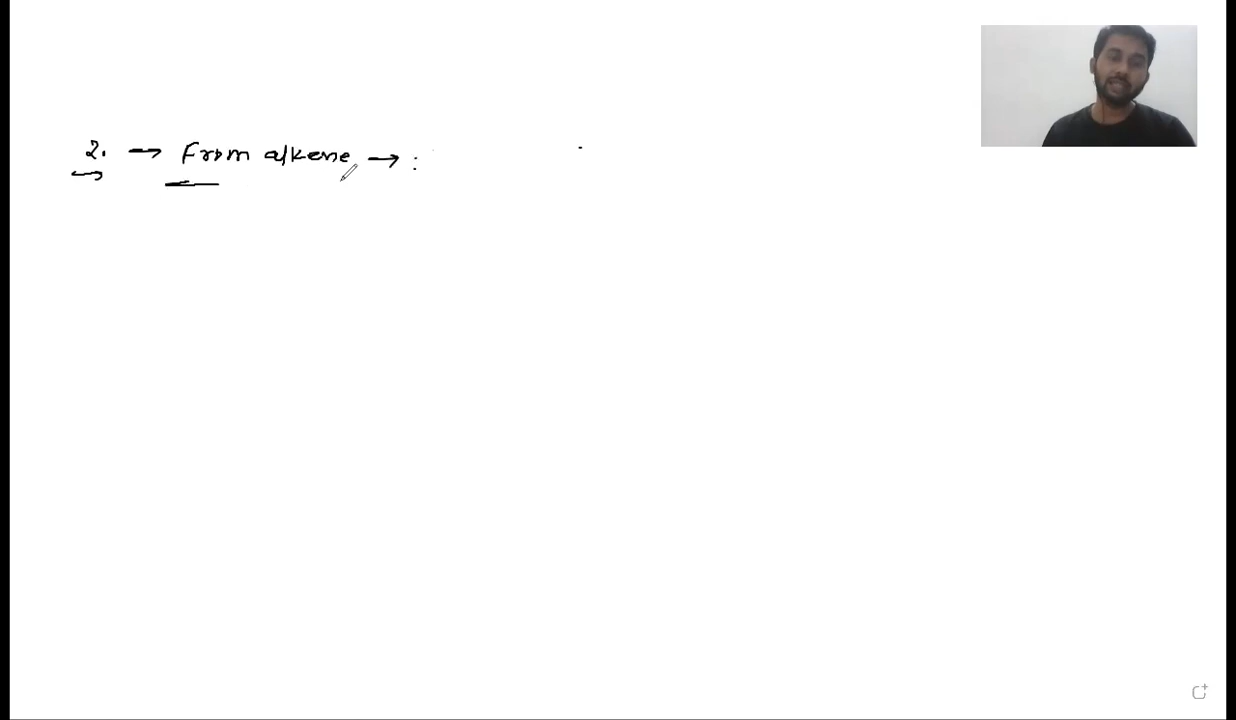 2. → From alkene → :